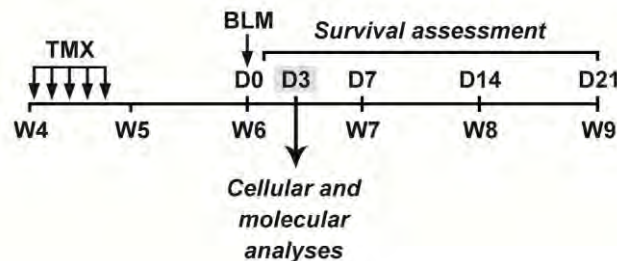 BLM
TMX
Survival assessment
D0 D3 D7 D14 D21
W4 W5 W6 W7 W8 W9
Cellular and
molecular
analyses